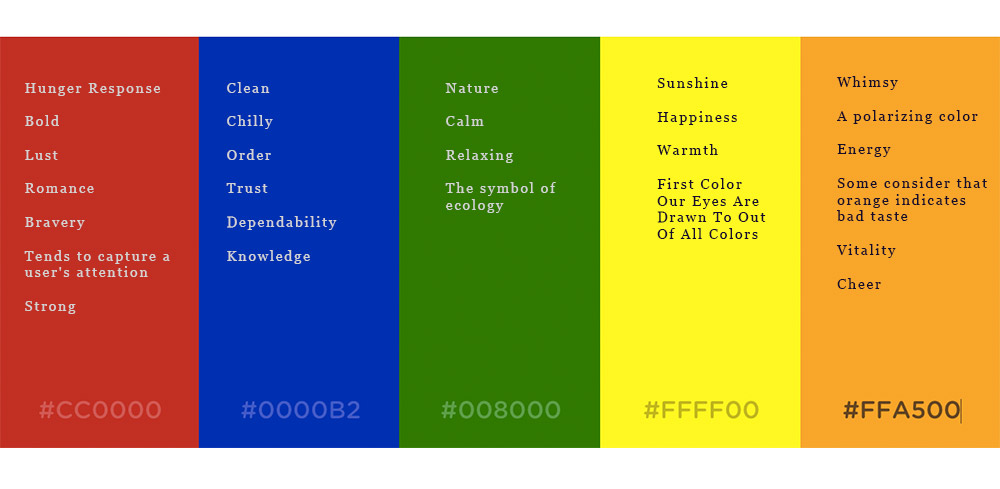 Hunger Response
Bold
Lust
Romance
Bravery
Tends to capture a
user's attention
Strong
#CC0000
Clean
Chilly
Order
Trust
Dependability
Knowledge
#0000B2
Nature
Calm
Relaxing
The symbol of
ecology
#008000
Sunshine
Happiness
Warmth
First Color
Our Eyes Are
Drawn To Out
Of All Colors
#FFFF00
Whimsy
A polarizing color
Energy
Some consider that
orange indicates
bad taste
Vitality
Cheer
#FFA500